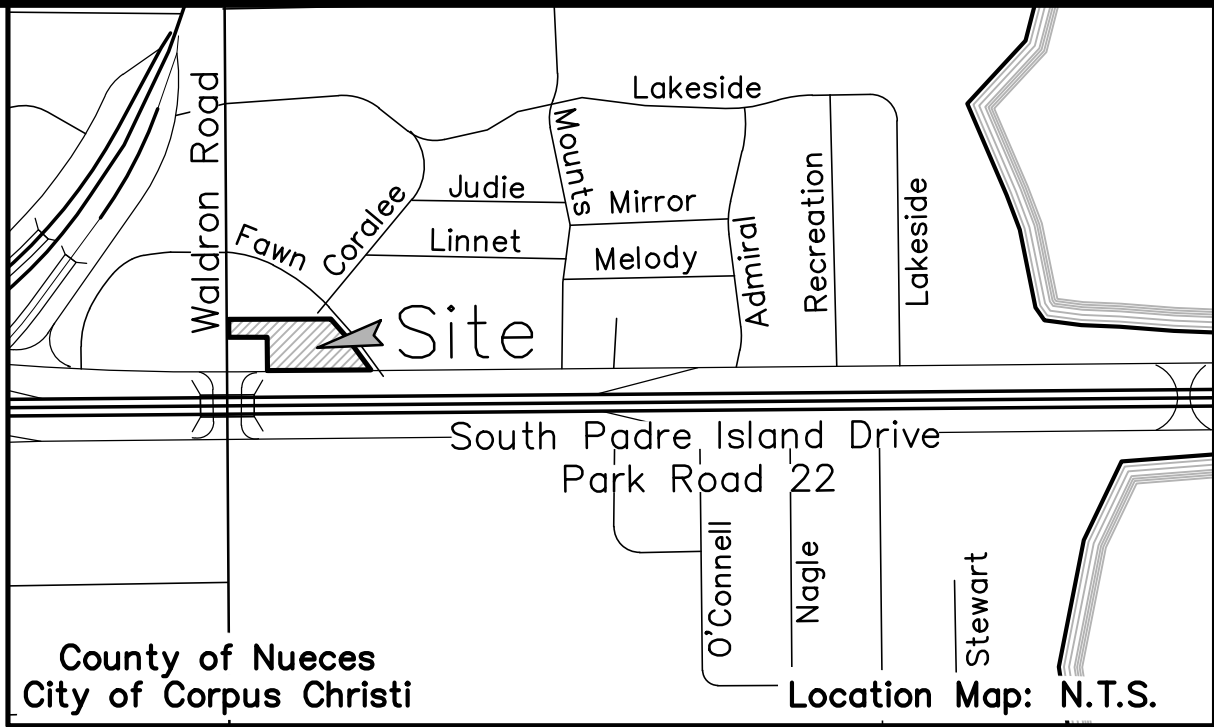 Lakeside
Waldron Road
Mounts
Judie
Coralee
Mirror
Recreation
Lakeside
Fawn
Linnet
Melody
Admiral
Site
South Padre Island Drive
Park Road 22
O'Connell
Nagle
Stewart
County of Nueces
City of Corpus Christi
Location Map: N.T.S.